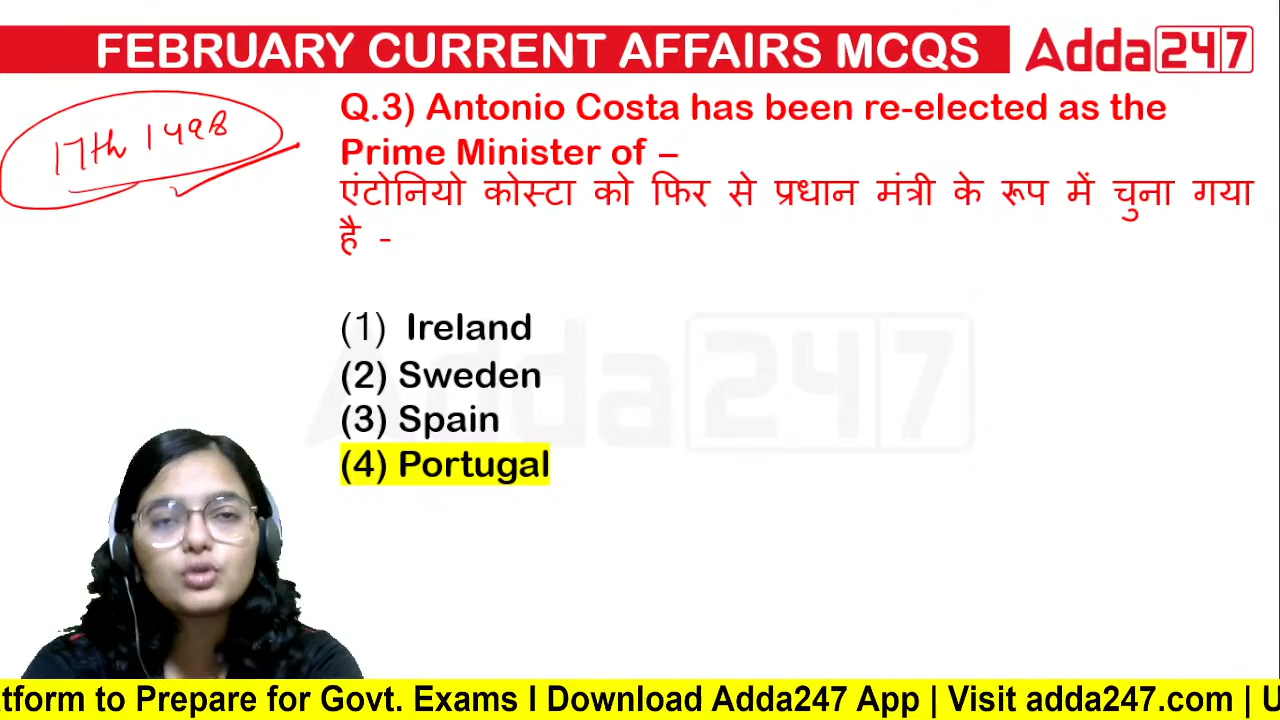 FEBRUARY CURRENT AFFAIRS MCQS
Adda247
17th 1498
Q.3) Antonio Costa has been re-elected as the
Prime Minister of –
एंटोनियो कोस्टा को फिर से प्रधान मंत्री के रूप में चुना गया
है -
(1) Ireland
(2) Sweden
(3) Spain
(4) Portugal
Adda247
tform to Prepare for Govt. Exams I Download Adda247 App | Visit adda247.com | U